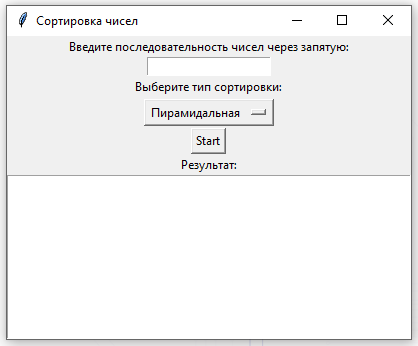 Сортировка чисел
Введите последовательность чисел через запятую:
Выберите тип сортировки:
Пирамидальная
Start
Результат: